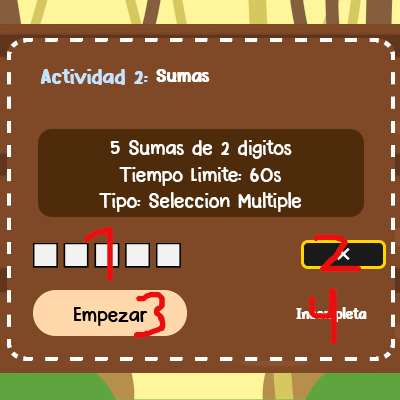 Actividad 2: Sumas
5 Sumas de 2 digitos
Tiempo Limite: 60s
Tipo: Seleccion Multiple
1
2
×
Empezar
3
Incompleta
4